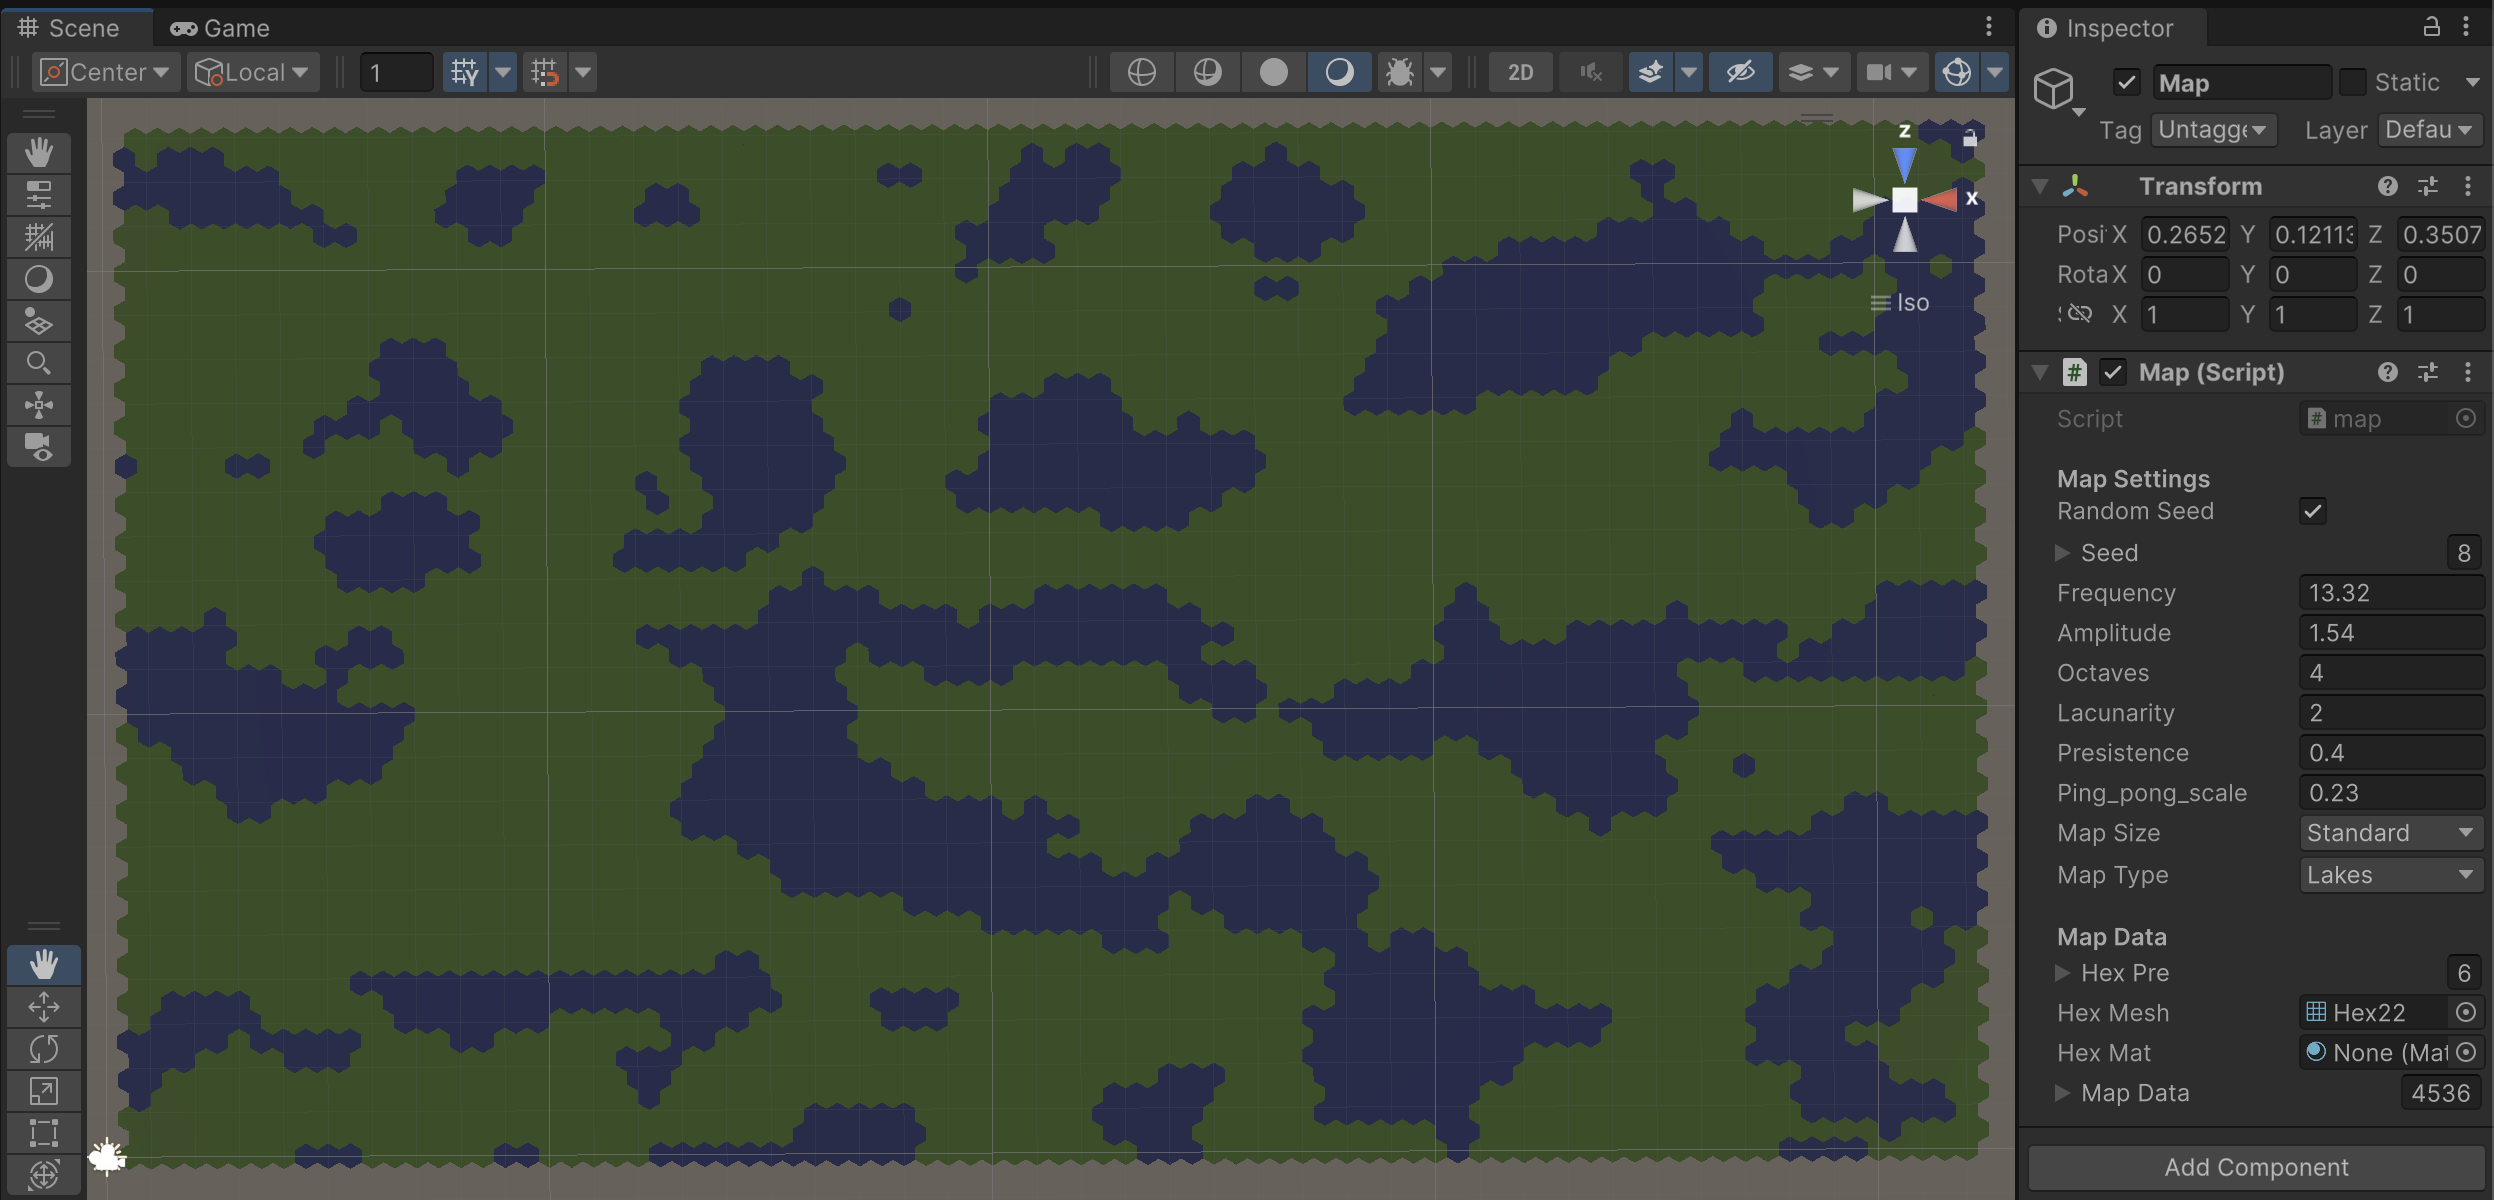 Scene
Game
Center
Local
1
2D
z
x
Iso
Inspector
Map
Static
Tag
Untagge
Layer
Defau
Transform
Posi X 0.2652 Y 0.1211 Z 0.3507
Rota X 0 Y 0 Z 0
X 1 Y 1 Z 1
Map (Script)
Script
map
Map Settings
Random Seed
Seed 8
Frequency 13.32
Amplitude 1.54
Octaves 4
Lacunarity 2
Presistence 0.4
Ping_pong_scale 0.23
Map Size Standard
Map Type Lakes
Map Data
Hex Pre 6
Hex Mesh Hex22
Hex Mat None (Mat
Map Data 4536
Add Component